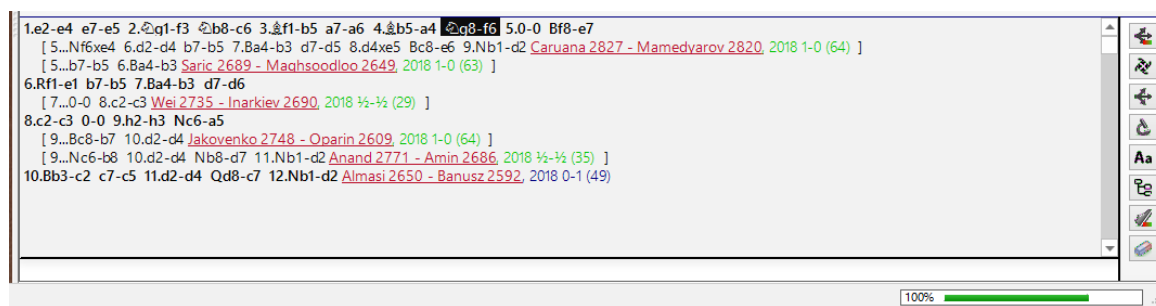 1.e2-e4 e7-e5 2.♘g1-f3 ♘b8-c6 3.♗f1-b5 a7-a6 4.♗b5-a4 ♘g8-f6 5.0-0 Bf8-e7
[ 5...Nf6xe4 6.d2-d4 b7-b5 7.Ba4-b3 d7-d5 8.d4xe5 Bc8-e6 9.Nb1-d2 Caruana 2827 - Mamedyarov 2820, 2018 1-0 (64) ]
[ 5...b7-b5 6.Ba4-b3 Saric 2689 - Maghsoodloo 2649, 2018 1-0 (63) ]
6.Rf1-e1 b7-b5 7.Ba4-b3 d7-d6
[ 7...0-0 8.c2-c3 Wei 2735 - Inarkiev 2690, 2018 ½-½ (29) ]
8.c2-c3 0-0 9.h2-h3 Nc6-a5
[ 9...Bc8-b7 10.d2-d4 Jakovenko 2748 - Oparin 2609, 2018 1-0 (64) ]
[ 9...Nc6-b8 10.d2-d4 Nb8-d7 11.Nb1-d2 Anand 2771 - Amin 2686, 2018 ½-½ (35) ]
10.Bb3-c2 c7-c5 11.d2-d4 Qd8-c7 12.Nb1-d2 Almasi 2650 - Banusz 2592, 2018 0-1 (49)
Aa
100%